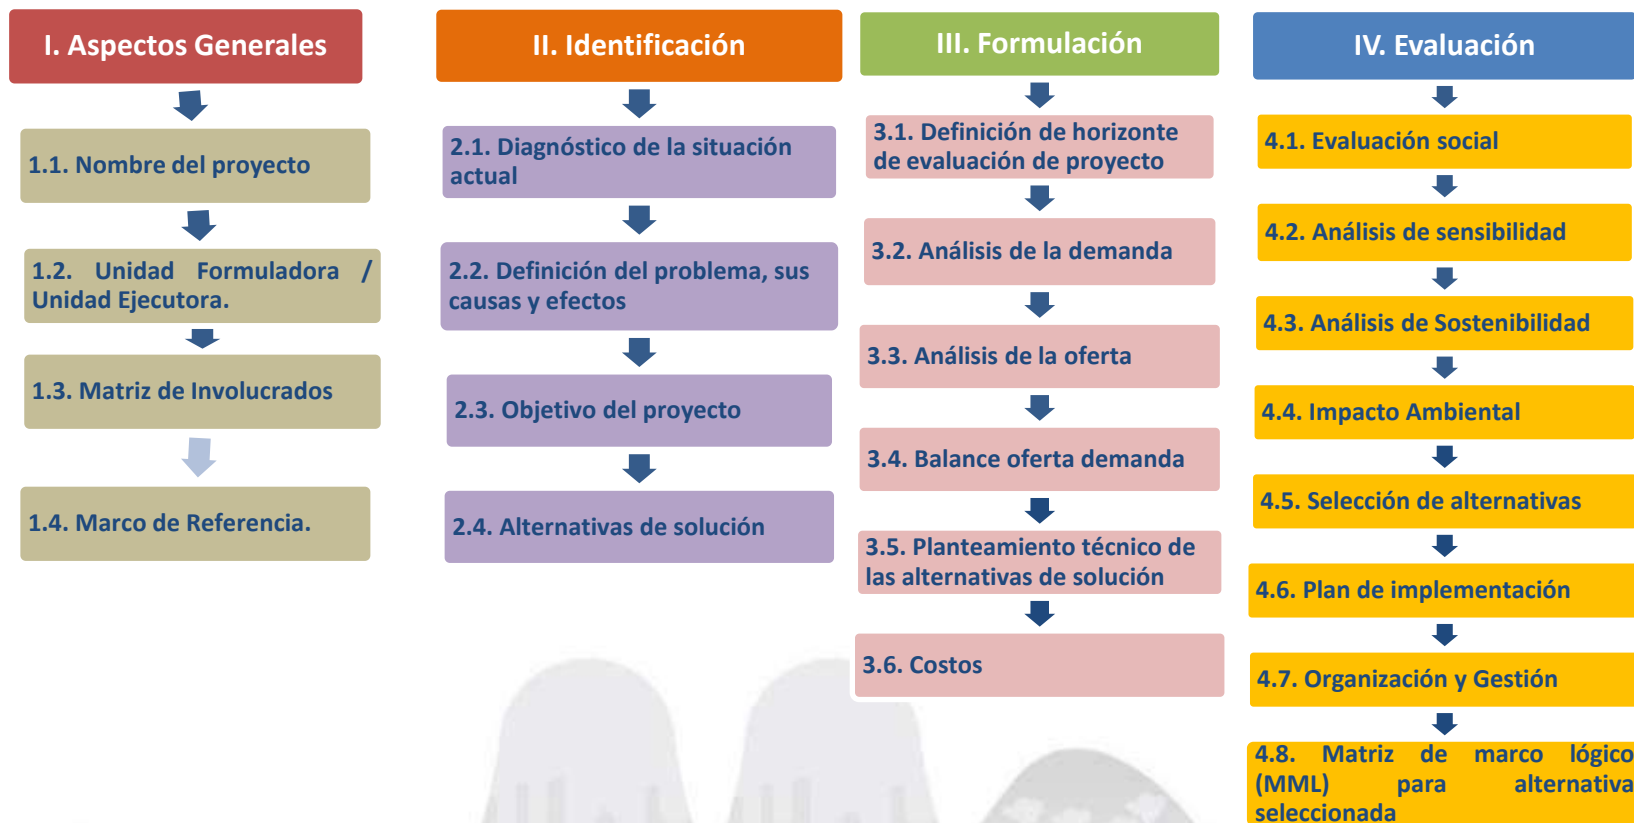 I. Aspectos Generales
1.1. Nombre del proyecto
1.2. Unidad Formuladora /
Unidad Ejecutora.
1.3. Matriz de Involucrados
1.4. Marco de Referencia.
II. Identificación
2.1. Diagnóstico de la situación
actual
2.2. Definición del problema, sus
causas y efectos
2.3. Objetivo del proyecto
2.4. Alternativas de solución
III. Formulación
3.1. Definición de horizonte
de evaluación de proyecto
3.2. Análisis de la demanda
3.3. Análisis de la oferta
3.4. Balance oferta demanda
3.5. Planteamiento técnico de
las alternativas de solución
3.6. Costos
IV. Evaluación
4.1. Evaluación social
4.2. Análisis de sensibilidad
4.3. Análisis de Sostenibilidad
4.4. Impacto Ambiental
4.5. Selección de alternativas
4.6. Plan de implementación
4.7. Organización y Gestión
4.8. Matriz de marco lógico
(MML) para alternativa
seleccionada